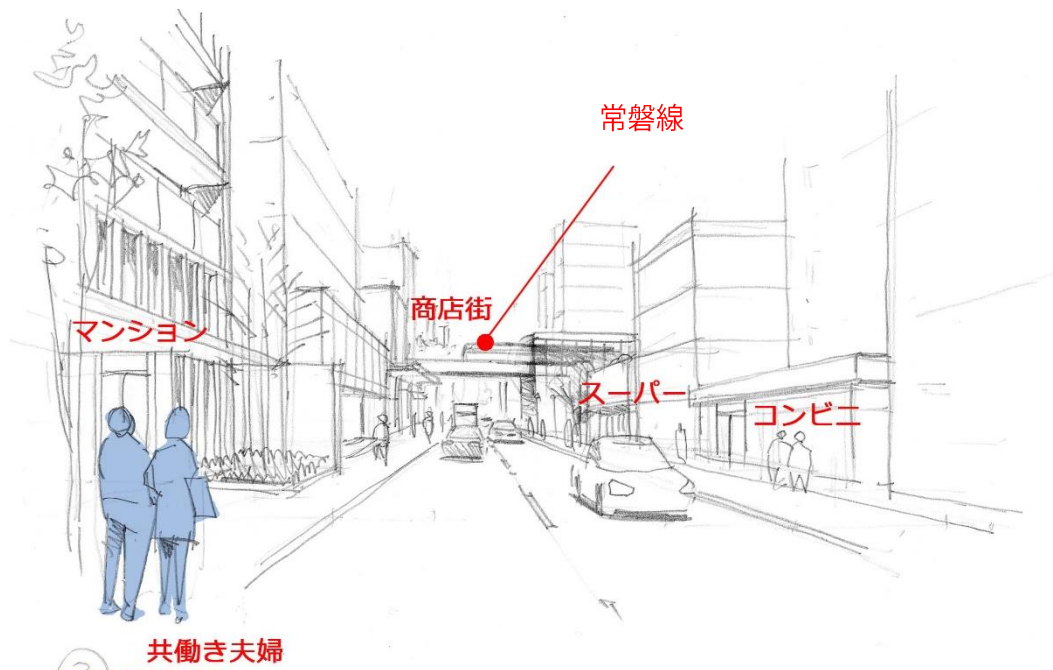 常磐線
商店街
マンション
スーパー
コンビニ
共働き夫婦